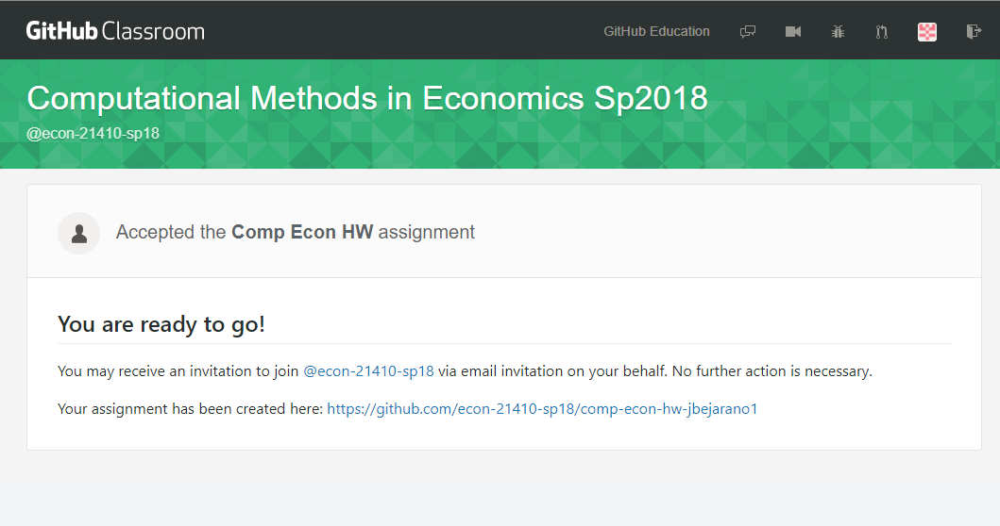 GitHub Classroom
GitHub Education
Computational Methods in Economics Sp2018
@econ-21410-sp18
Accepted the Comp Econ HW assignment
You are ready to go!
You may receive an invitation to join @econ-21410-sp18 via email invitation on your behalf. No further action is necessary.
Your assignment has been created here: https://github.com/econ-21410-sp18/comp-econ-hw-jbejarano1